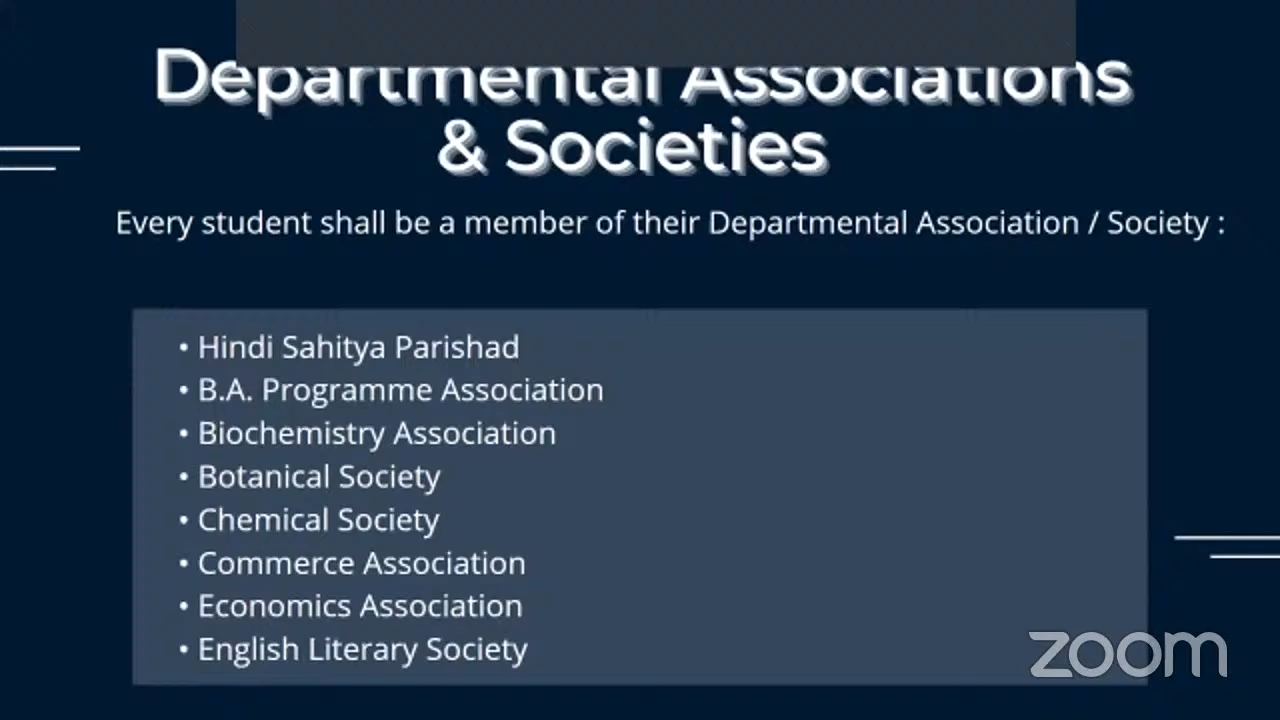 Departmental Associations
& Societies
Every student shall be a member of their Departmental Association / Society :
• Hindi Sahitya Parishad
• B.A. Programme Association
• Biochemistry Association
• Botanical Society
• Chemical Society
• Commerce Association
• Economics Association
• English Literary Society
zoom